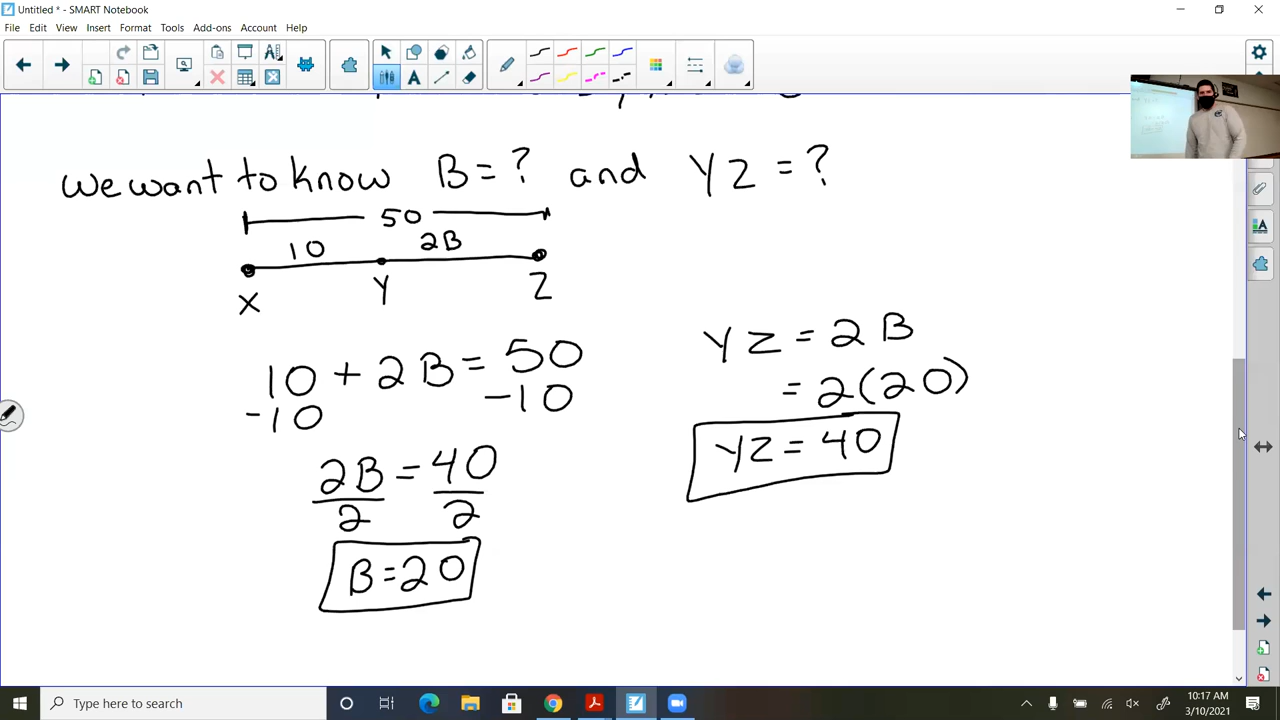 Untitled * - SMART Notebook
File Edit View Insert Format Tools Add-ons Account Help
we want to know B = ? and YZ = ?
50
10 2B
X Y Z
10 + 2B = 50
-10 -10
2B = 40
2 2
B = 20
YZ = 2B
= 2(20)
YZ = 40
Type here to search
10:17 AM
3/10/2021